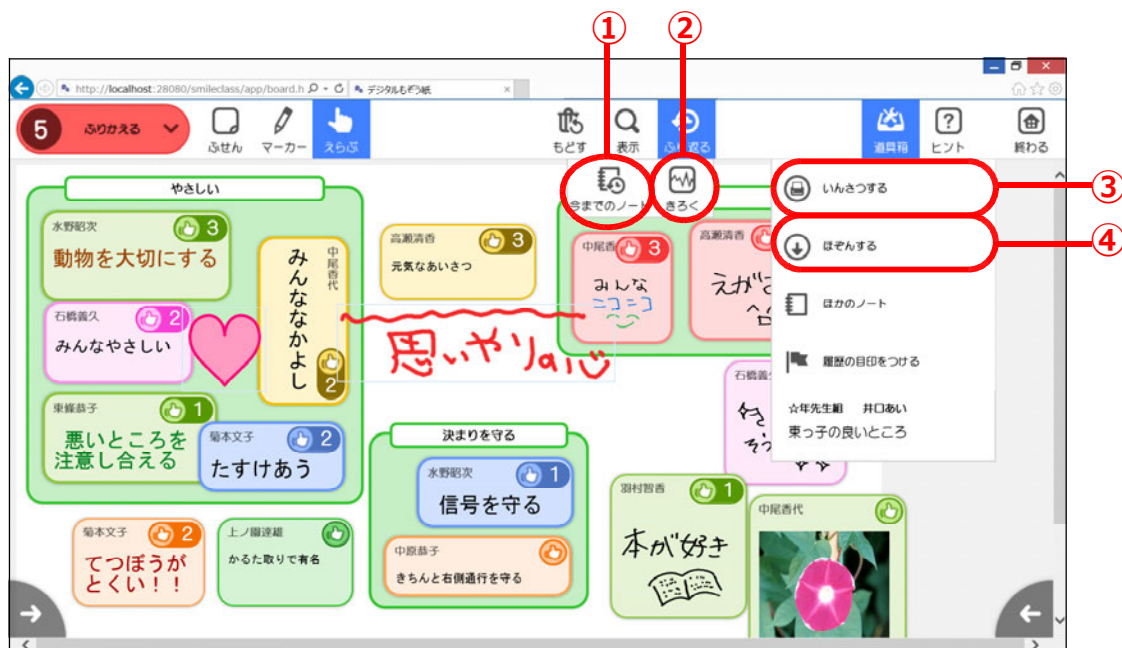 ① ②
http://localhost:28080/smileclass/app/board.h
デジタルもぞう紙
5 ふりかえる
ふせん マーカー えらぶ
もどす 表示 ふり返る
道具箱 ヒント 終わる
今までのノート きろく
いんさつする ③
ほぞんする ④
ほかのノート
履歴の目印をつける
☆年先生組 井口あい
東っ子の良いところ
やさしい
水野昭次 3
動物を大切にする
中尾香代
みんななかよし
2
石橋義久 2
みんなやさしい
東條恭子 1
悪いところを
注意し合える
菊本文子 2
たすけあう
高瀬清香 3
元気なあいさつ
思いやり
中尾香 3
みんな
ニコニコ
高瀬清香
えが
石橋義
決まりを守る
水野昭次 1
信号を守る
中原恭子
きちんと右側通行を守る
菊本文子 2
てつぼうが
とくい！！
上ノ園達雄
かるた取りで有名
羽村智香 1
本が好き
中尾香代